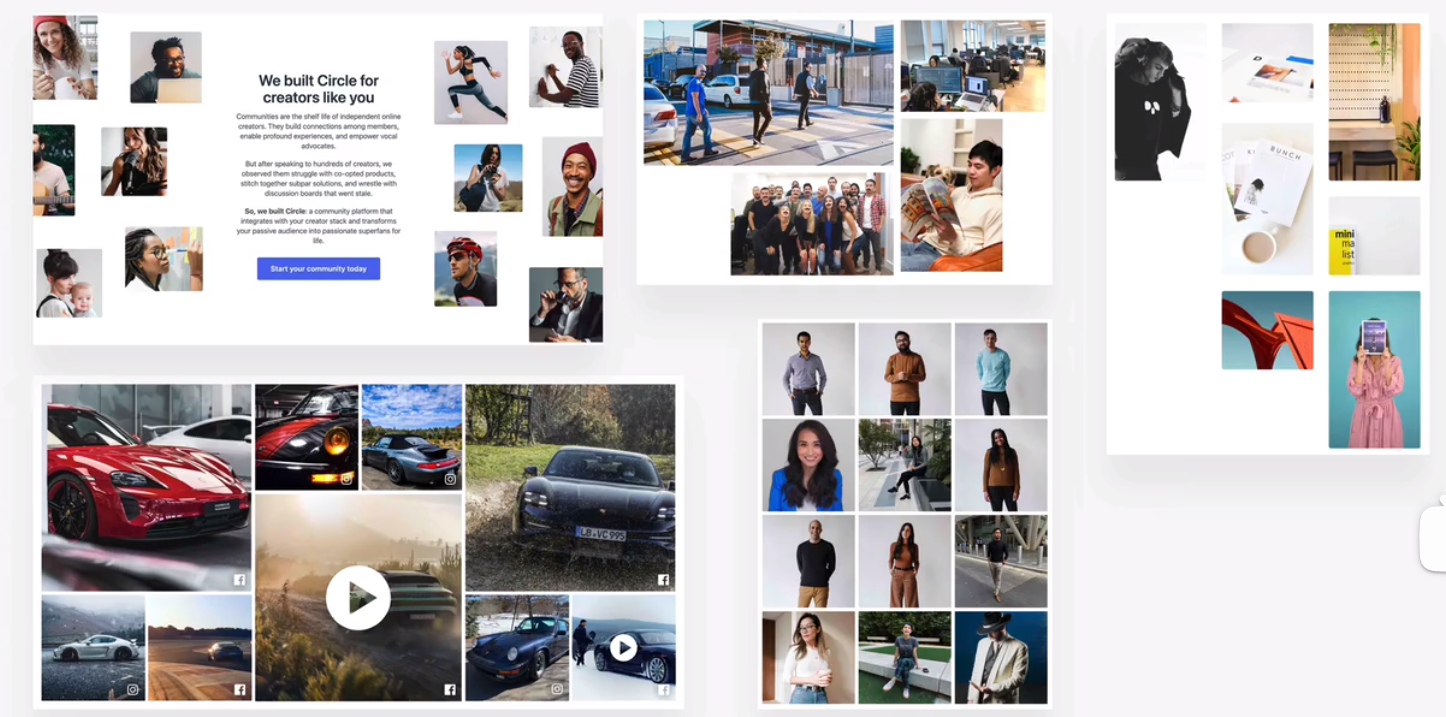 We built Circle for
creators like you
Communities are the shelf life of independent online
creators. They build connections among members,
enable profound experiences, and empower vocal
advocates.
But after speaking to hundreds of creators, we
observed them struggle with co-opted products,
stitch together subpar solutions, and wrestle with
discussion boards that went stale.
So, we built Circle: a community platform that
integrates with your creator stack and transforms
your passive audience into passionate superfans for
life.
Start your community today
BUNCH
mini
ma
list
LB VC 995